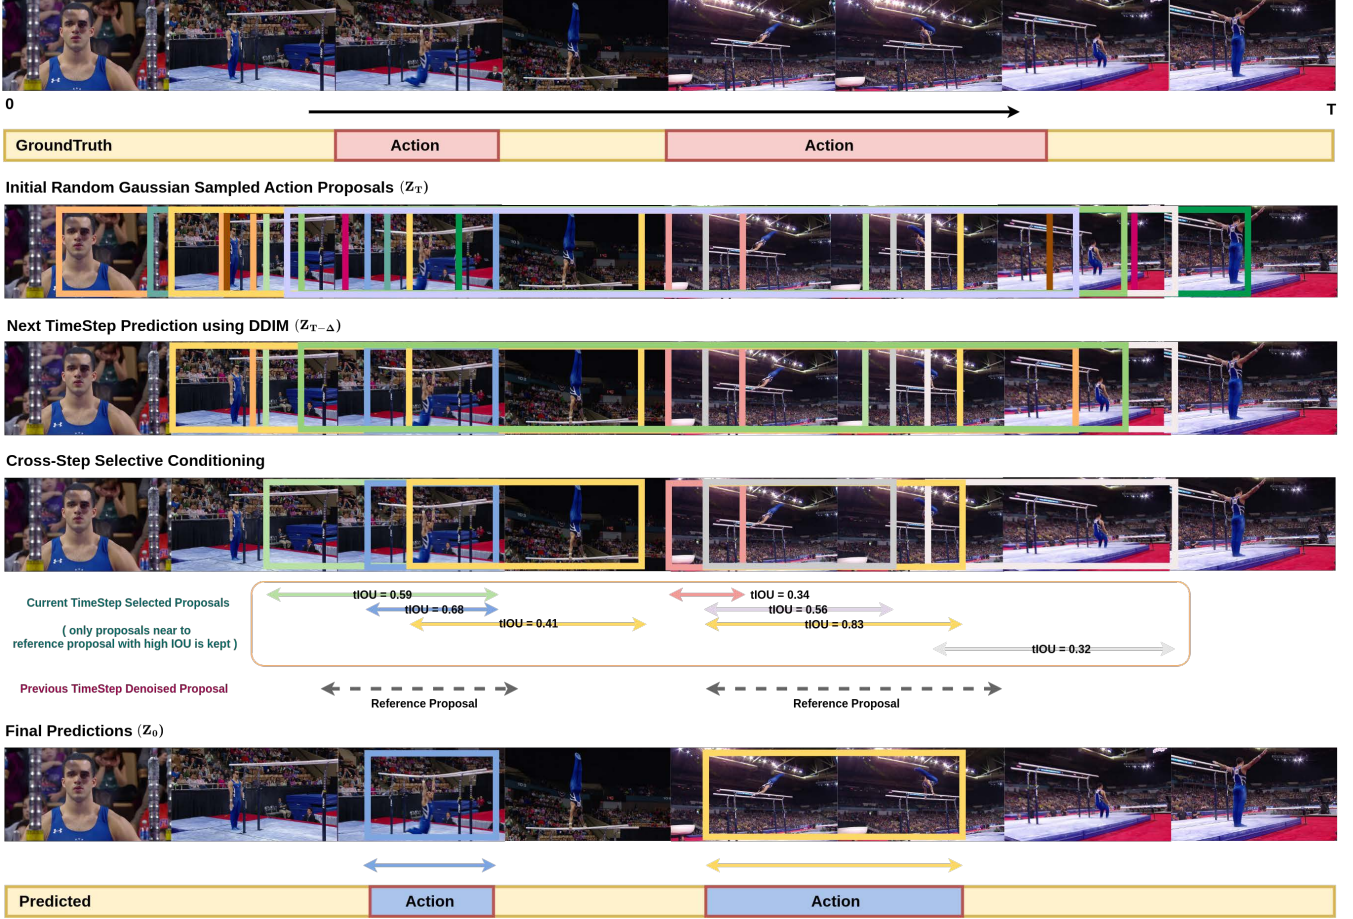 0
T
GroundTruth
Action
Action
Initial Random Gaussian Sampled Action Proposals (Z_T)
Next TimeStep Prediction using DDIM (Z_{T−Δ})
Cross-Step Selective Conditioning
Current TimeStep Selected Proposals
( only proposals near to
reference proposal with high IOU is kept )
tIOU = 0.59
tIOU = 0.68
tIOU = 0.41
tIOU = 0.34
tIOU = 0.56
tIOU = 0.83
tIOU = 0.32
Previous TimeStep Denoised Proposal
Reference Proposal
Reference Proposal
Final Predictions (Z_0)
Predicted
Action
Action